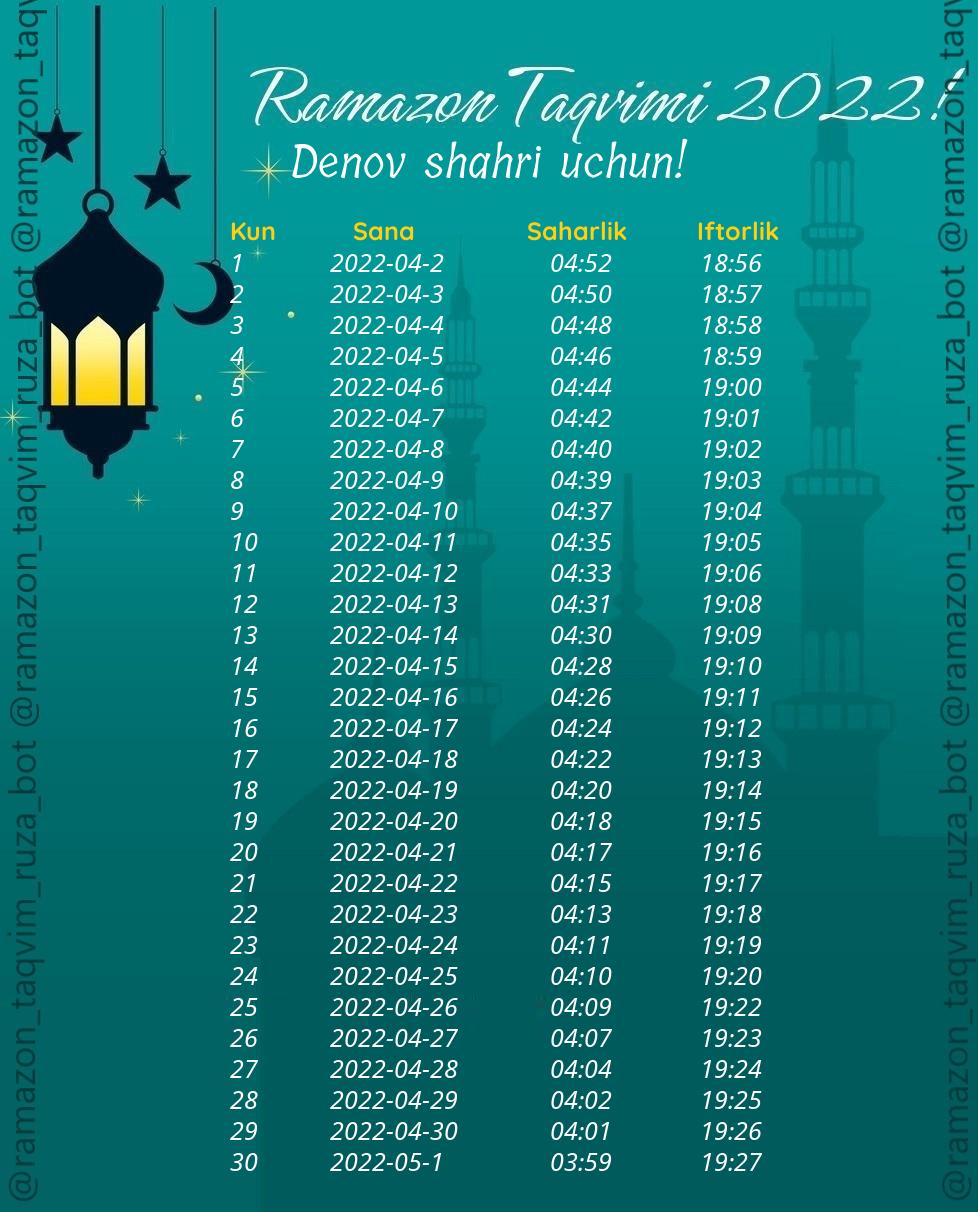 Ramazon Taqvimi 2022!
Denov shahri uchun!
Kun Sana Saharlik Iftorlik
1 2022-04-2 04:52 18:56
2 2022-04-3 04:50 18:57
3 2022-04-4 04:48 18:58
4 2022-04-5 04:46 18:59
5 2022-04-6 04:44 19:00
6 2022-04-7 04:42 19:01
7 2022-04-8 04:40 19:02
8 2022-04-9 04:39 19:03
9 2022-04-10 04:37 19:04
10 2022-04-11 04:35 19:05
11 2022-04-12 04:33 19:06
12 2022-04-13 04:31 19:08
13 2022-04-14 04:30 19:09
14 2022-04-15 04:28 19:10
15 2022-04-16 04:26 19:11
16 2022-04-17 04:24 19:12
17 2022-04-18 04:22 19:13
18 2022-04-19 04:20 19:14
19 2022-04-20 04:18 19:15
20 2022-04-21 04:17 19:16
21 2022-04-22 04:15 19:17
22 2022-04-23 04:13 19:18
23 2022-04-24 04:11 19:19
24 2022-04-25 04:10 19:20
25 2022-04-26 04:09 19:22
26 2022-04-27 04:07 19:23
27 2022-04-28 04:04 19:24
28 2022-04-29 04:02 19:25
29 2022-04-30 04:01 19:26
30 2022-05-1 03:59 19:27
@ramazon_taqvim_ruza_bot @ramazon_taqvim_ruza_bot @ramazon_taqv
@ramazon_taqvim_ruza_bot @ramazon_taqvim_ruza_bot @ramazon_taqv